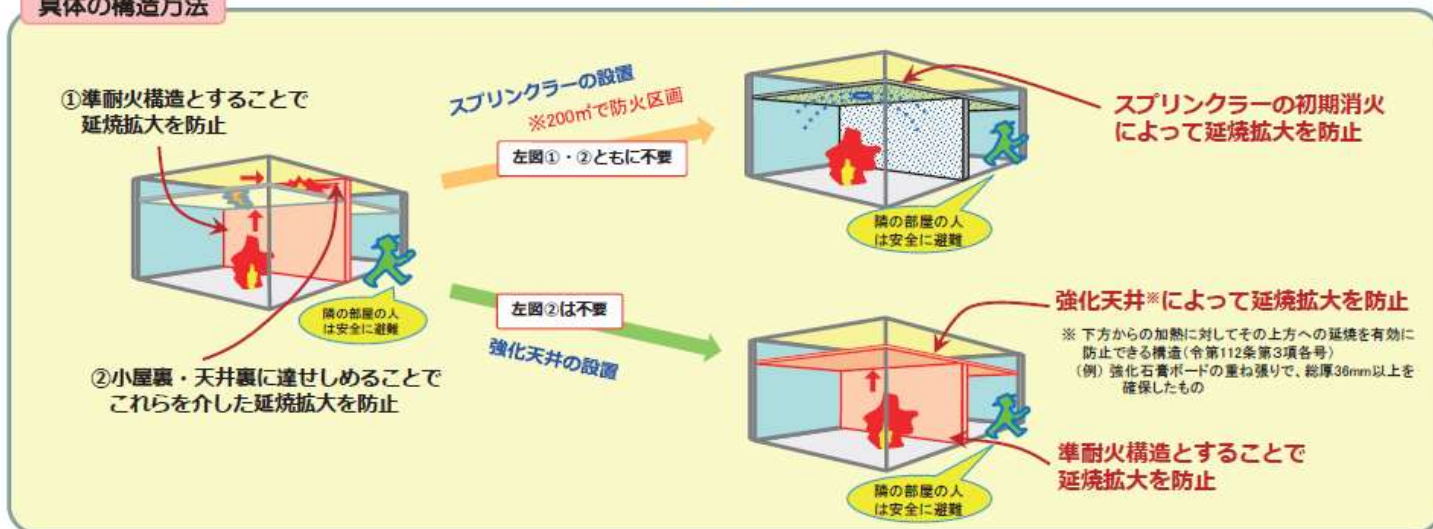 具体の構造方法
①準耐火構造とすることで
延焼拡大を防止
隣の部屋の人
は安全に避難
②小屋裏・天井裏に達せしめることで
これらを介した延焼拡大を防止
スプリンクラーの設置
※200㎡で防火区画
左図①・②ともに不要
スプリンクラーの初期消火
によって延焼拡大を防止
隣の部屋の人
は安全に避難
左図②は不要
強化天井の設置
強化天井※によって延焼拡大を防止
※ 下方からの加熱に対してその上方への延焼を有効に
防止できる構造(令第112条第3項各号)
(例) 強化石膏ボードの重ね張りで、総厚36mm以上を
確保したもの
準耐火構造とすることで
延焼拡大を防止
隣の部屋の人
は安全に避難